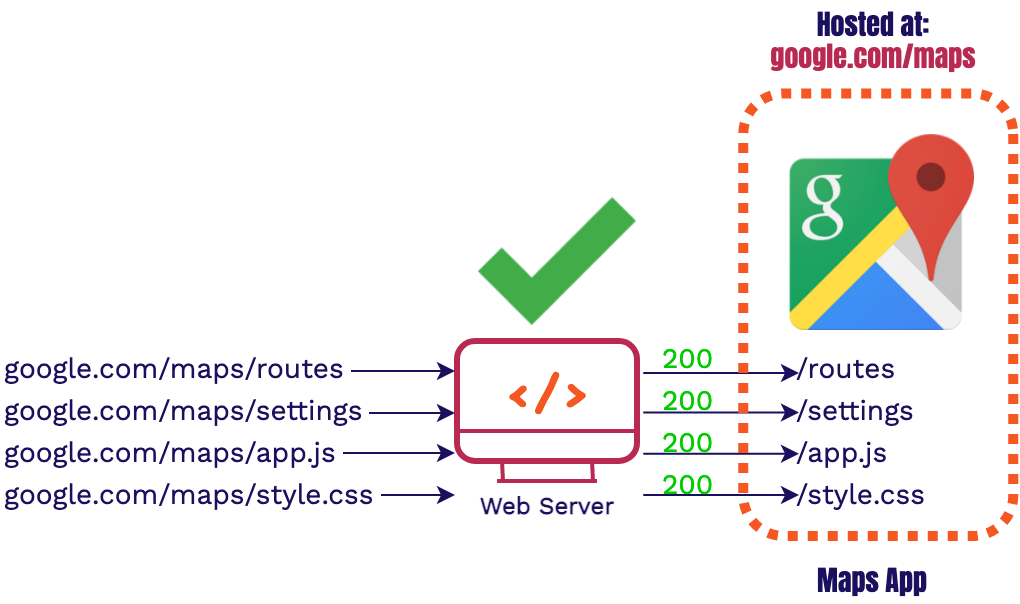 Hosted at:
google.com/maps
g
</>
google.com/maps/routes
200
/routes
google.com/maps/settings
200
/settings
google.com/maps/app.js
200
/app.js
google.com/maps/style.css
200
/style.css
Web Server
Maps App